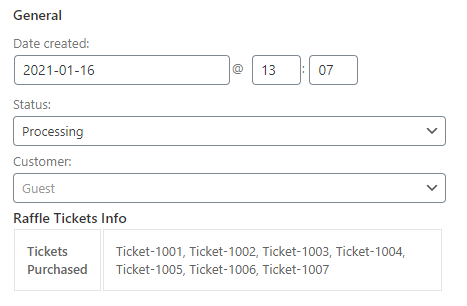 General
Date created:
2021-01-16 @ 13 : 07
Status:
Processing
Customer:
Guest
Raffle Tickets Info
Tickets Purchased
Ticket-1001, Ticket-1002, Ticket-1003, Ticket-1004,
Ticket-1005, Ticket-1006, Ticket-1007